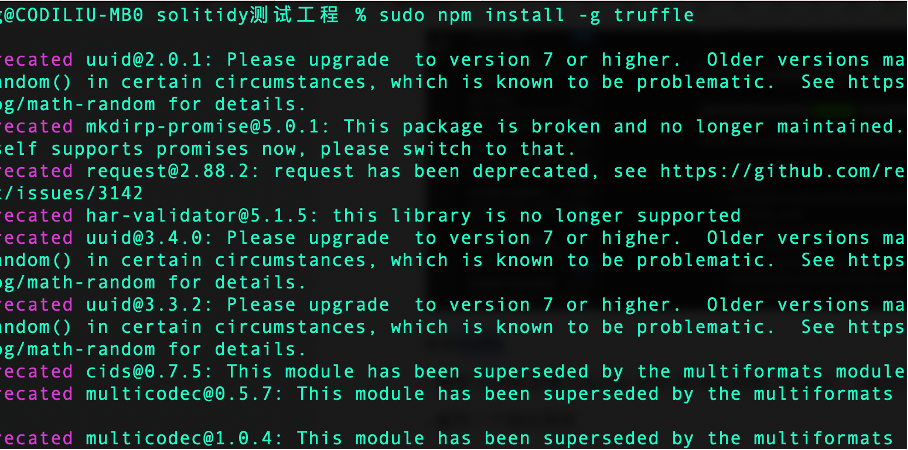 g@CODILIU-MB0 solitidy测试工程 % sudo npm install -g truffle
recated uuid@2.0.1: Please upgrade  to version 7 or higher.  Older versions ma
andom() in certain circumstances, which is known to be problematic.  See https
og/math-random for details.
recated mkdirp-promise@5.0.1: This package is broken and no longer maintained.
self supports promises now, please switch to that.
recated request@2.88.2: request has been deprecated, see https://github.com/re
t/issues/3142
recated har-validator@5.1.5: this library is no longer supported
recated uuid@3.4.0: Please upgrade  to version 7 or higher.  Older versions ma
andom() in certain circumstances, which is known to be problematic.  See https
og/math-random for details.
recated uuid@3.3.2: Please upgrade  to version 7 or higher.  Older versions ma
andom() in certain circumstances, which is known to be problematic.  See https
og/math-random for details.
recated cids@0.7.5: This module has been superseded by the multiformats module
recated multicodec@0.5.7: This module has been superseded by the multiformats
recated multicodec@1.0.4: This module has been superseded by the multiformats